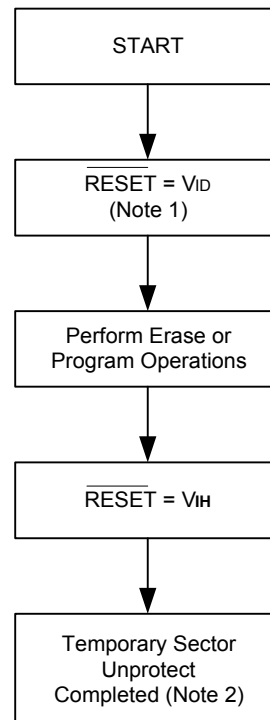 START
RESET = VID
(Note 1)
Perform Erase or
Program Operations
RESET = VIH
Temporary Sector
Unprotect
Completed (Note 2)